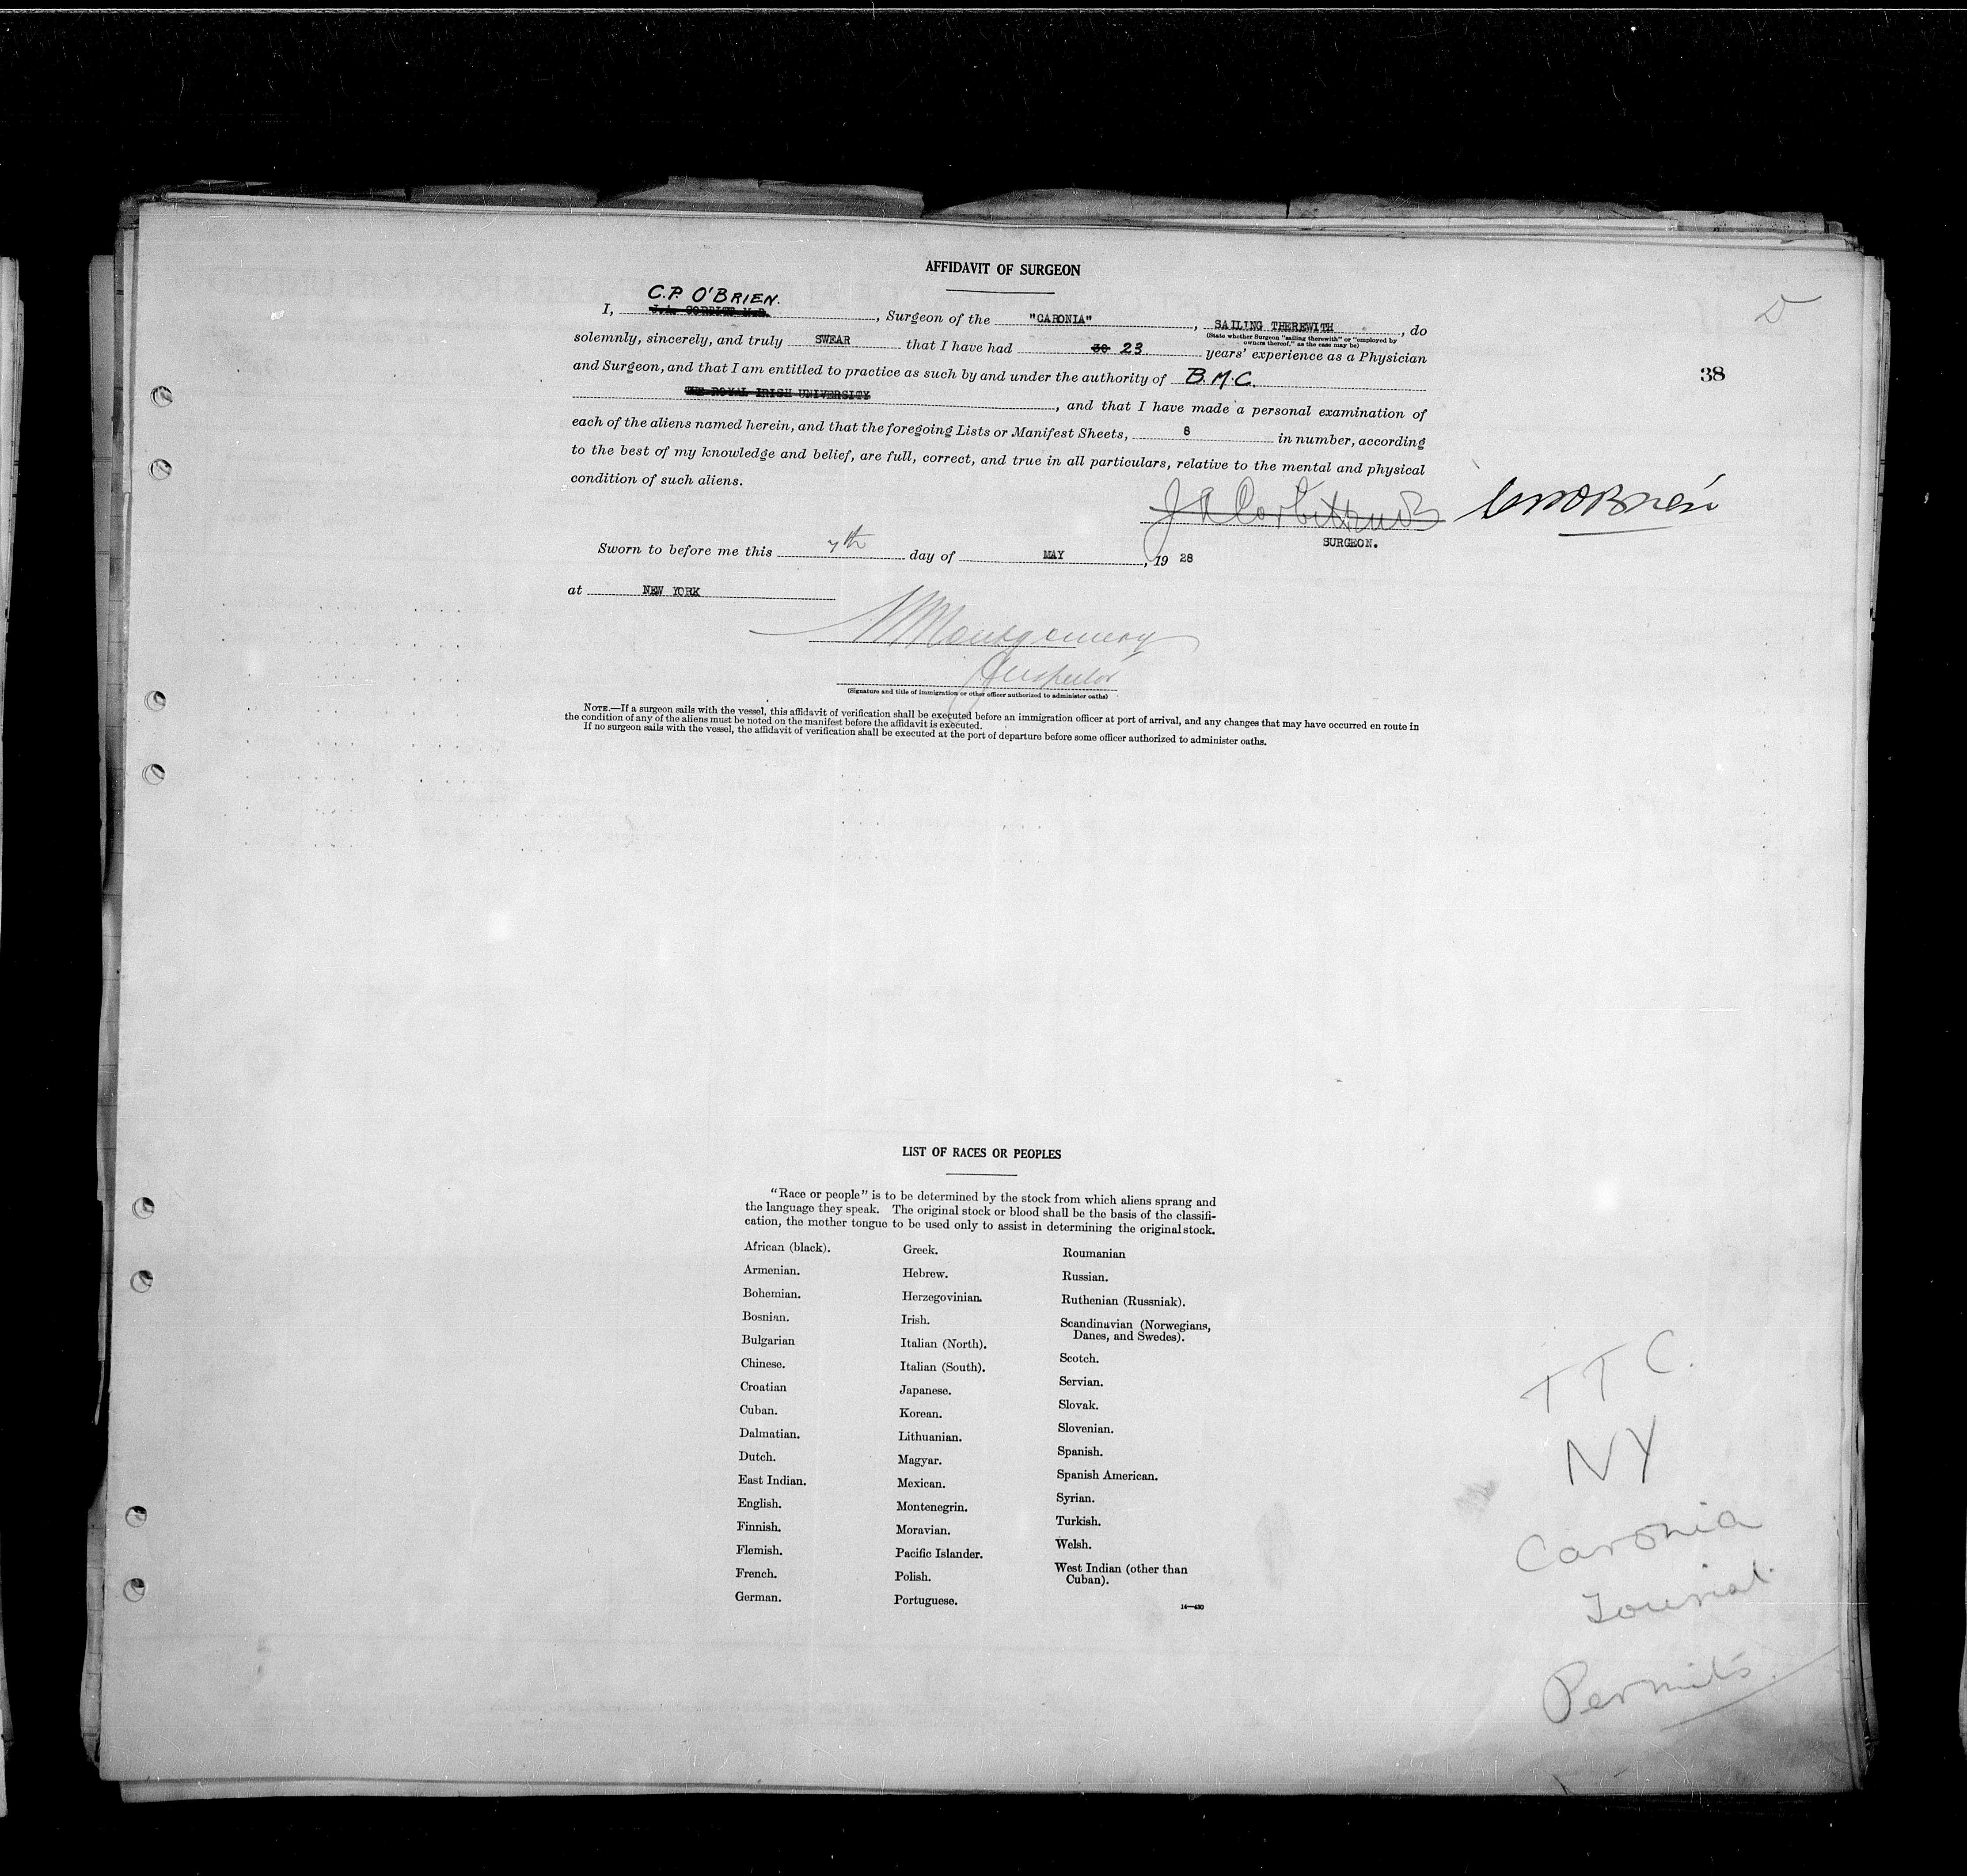 AFFIDAVIT OF SURGEON
D
C.P. O'BRIEN.
I, J.A. CORBITT M.B. , Surgeon of the "CARONIA" , SAILING THEREWITH , do
(State whether Surgeon "sailing therewith" or "employed by
owners thereof," as the case may be)
solemnly, sincerely, and truly SWEAR that I have had 30 23 years' experience as a Physician
and Surgeon, and that I am entitled to practice as such by and under the authority of B.M.C.
38
THE ROYAL IRISH UNIVERSITY , and that I have made a personal examination of
each of the aliens named herein, and that the foregoing Lists or Manifest Sheets, 8 in number, according
to the best of my knowledge and belief, are full, correct, and true in all particulars, relative to the mental and physical
condition of such aliens.
J A Corbitt M B O'Brien
SURGEON.
Sworn to before me this 7th day of MAY , 19 28
at NEW YORK
Montgomery
Inspector
(Signature and title of immigration or other officer authorized to administer oaths)
NOTE.—If a surgeon sails with the vessel, this affidavit of verification shall be executed before an immigration officer at port of arrival, and any changes that may have occurred en route in
the condition of any of the aliens must be noted on the manifest before the affidavit is executed.
If no surgeon sails with the vessel, the affidavit of verification shall be executed at the port of departure before some officer authorized to administer oaths.
LIST OF RACES OR PEOPLES
"Race or people" is to be determined by the stock from which aliens sprang and
the language they speak. The original stock or blood shall be the basis of the classifi-
cation, the mother tongue to be used only to assist in determining the original stock.
African (black).
Armenian.
Bohemian.
Bosnian.
Bulgarian
Chinese.
Croatian
Cuban.
Dalmatian.
Dutch.
East Indian.
English.
Finnish.
Flemish.
French.
German.
Greek.
Hebrew.
Herzegovinian.
Irish.
Italian (North).
Italian (South).
Japanese.
Korean.
Lithuanian.
Magyar.
Mexican.
Montenegrin.
Moravian.
Pacific Islander.
Polish.
Portuguese.
Roumanian
Russian.
Ruthenian (Russniak).
Scandinavian (Norwegians,
Danes, and Swedes).
Scotch.
Servian.
Slovak.
Slovenian.
Spanish.
Spanish American.
Syrian.
Turkish.
Welsh.
West Indian (other than
Cuban).
14—430
T T C.
NY
Caronia
Tourist
Permits.